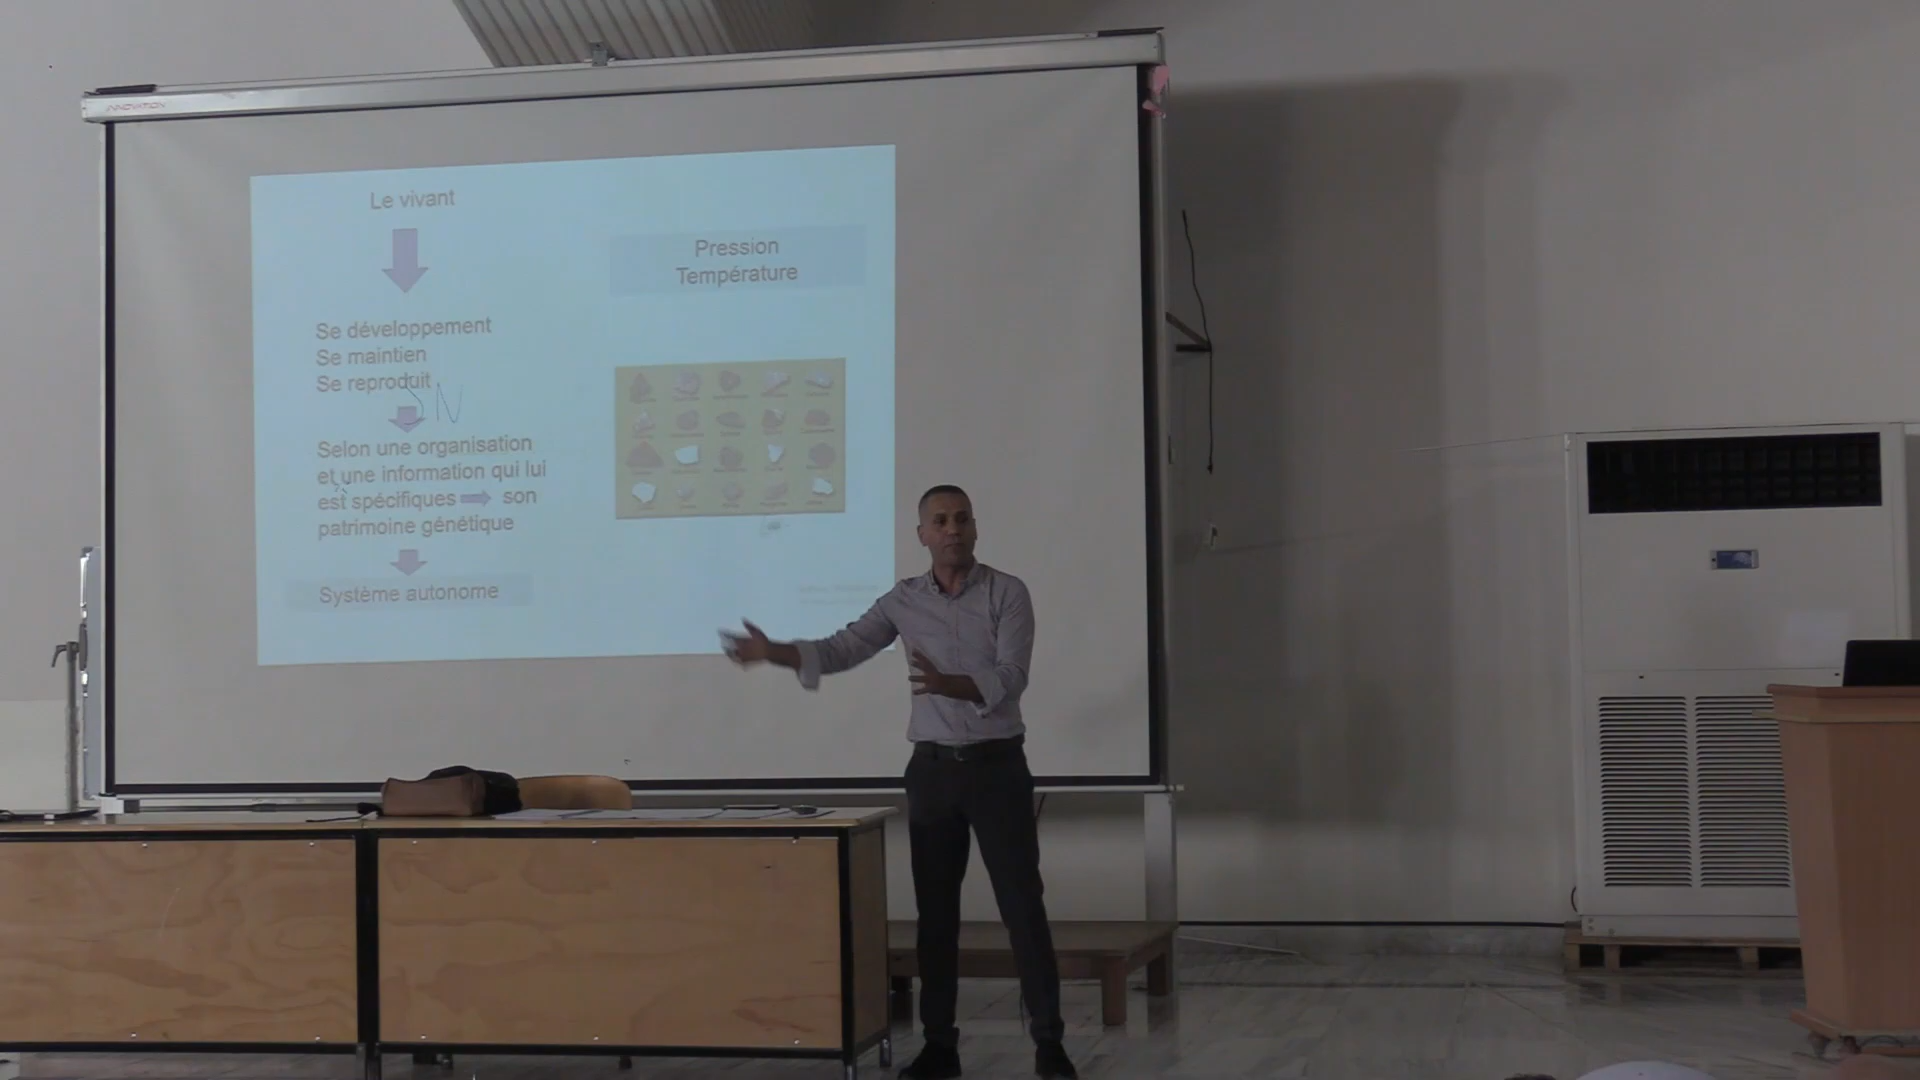 INNOVATION
Le vivant
Se développement
Se maintien
Se reproduit
SN
Selon une organisation
et une information qui lui
est spécifiques son
patrimoine génétique
Système autonome
Pression
Température